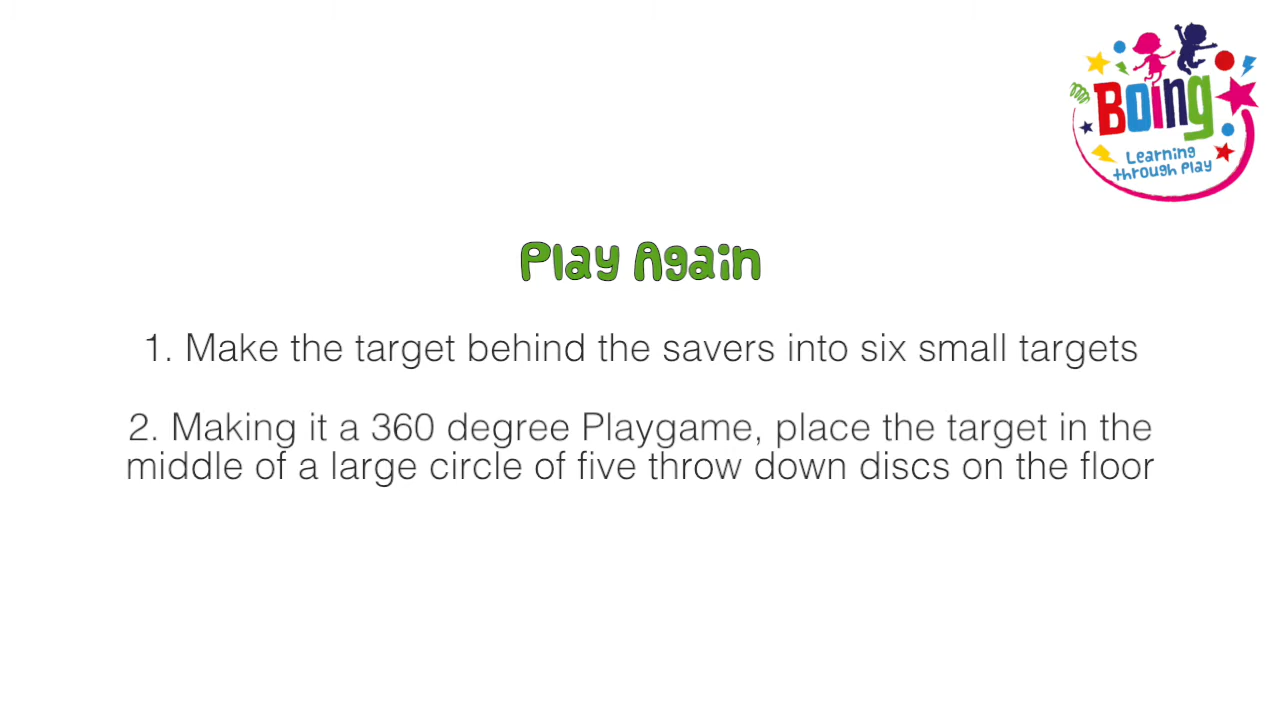 Boing
Learning
through Play
Play Again
1. Make the target behind the savers into six small targets
2. Making it a 360 degree Playgame, place the target in the
middle of a large circle of five throw down discs on the floor